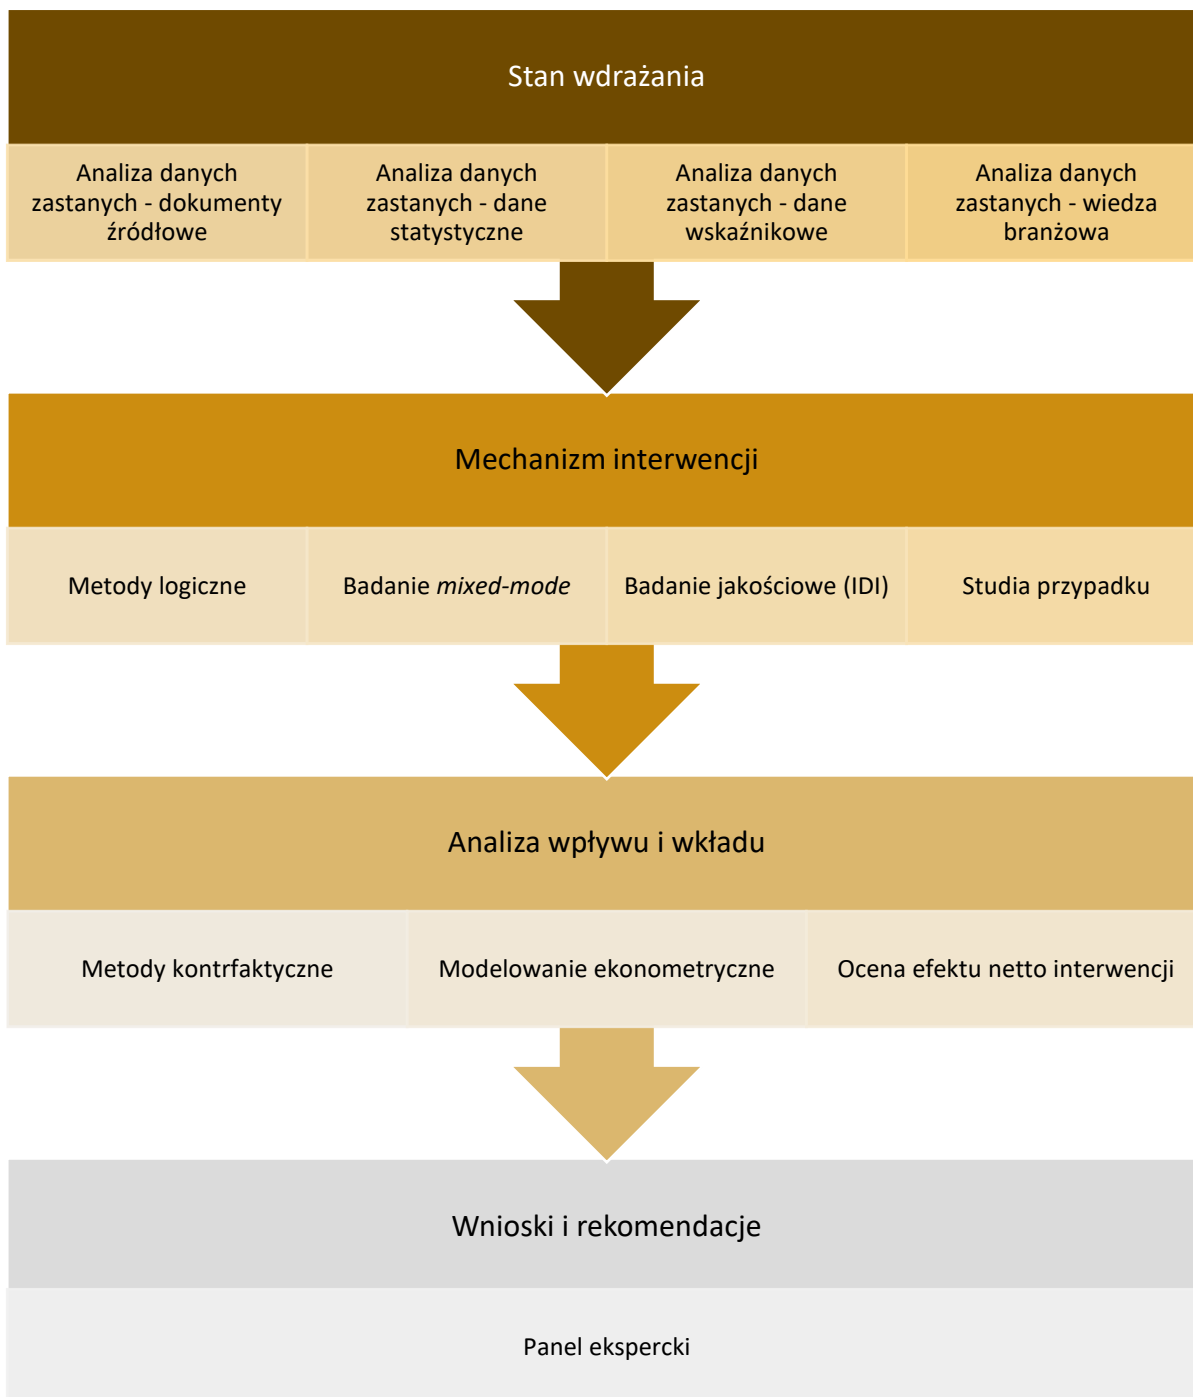 Stan wdrażania
Analiza danych
zastanych - dokumenty
źródłowe
Analiza danych
zastanych - dane
statystyczne
Analiza danych
zastanych - dane
wskaźnikowe
Analiza danych
zastanych - wiedza
branżowa
Mechanizm interwencji
Metody logiczne
Badanie mixed-mode
Badanie jakościowe (IDI)
Studia przypadku
Analiza wpływu i wkładu
Metody kontrfaktyczne
Modelowanie ekonometryczne
Ocena efektu netto interwencji
Wnioski i rekomendacje
Panel ekspercki